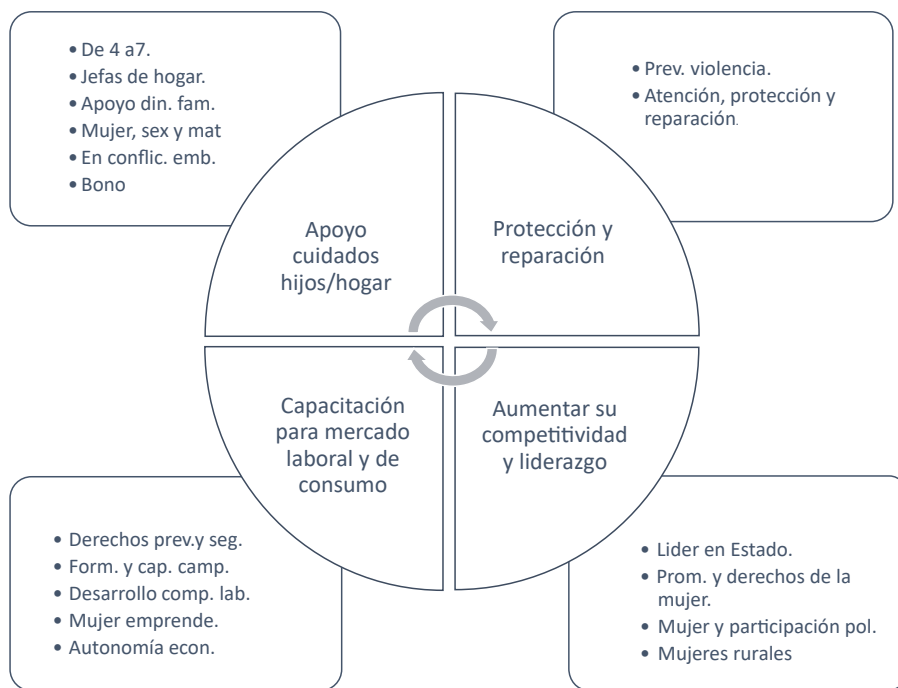 • De 4 a7.
• Jefas de hogar.
• Apoyo din. fam.
• Mujer, sex y mat
• En conflic. emb.
• Bono
• Prev. violencia.
• Atención, protección y
reparación.
Apoyo
cuidados
hijos/hogar
Protección y
reparación
Capacitación
para mercado
laboral y de
consumo
Aumentar su
competitividad
y liderazgo
• Derechos prev.y seg.
• Form. y cap. camp.
• Desarrollo comp. lab.
• Mujer emprende.
• Autonomía econ.
• Lider en Estado.
• Prom. y derechos de la
mujer.
• Mujer y participación pol.
• Mujeres rurales